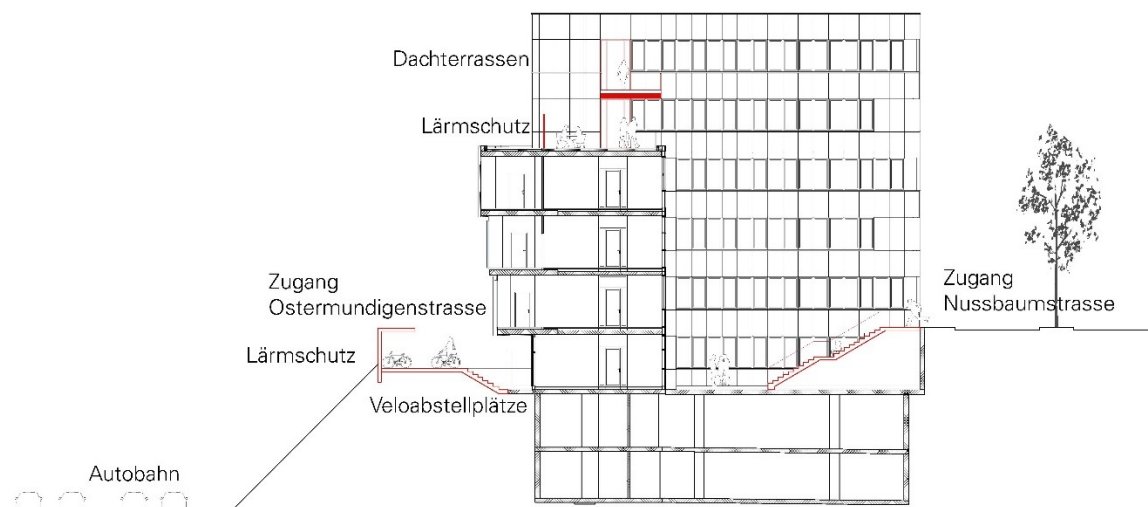 Dachterrassen
Lärmschutz
Zugang
Ostermundigenstrasse
Zugang
Nussbaumstrasse
Lärmschutz
Veloabstellplätze
Autobahn